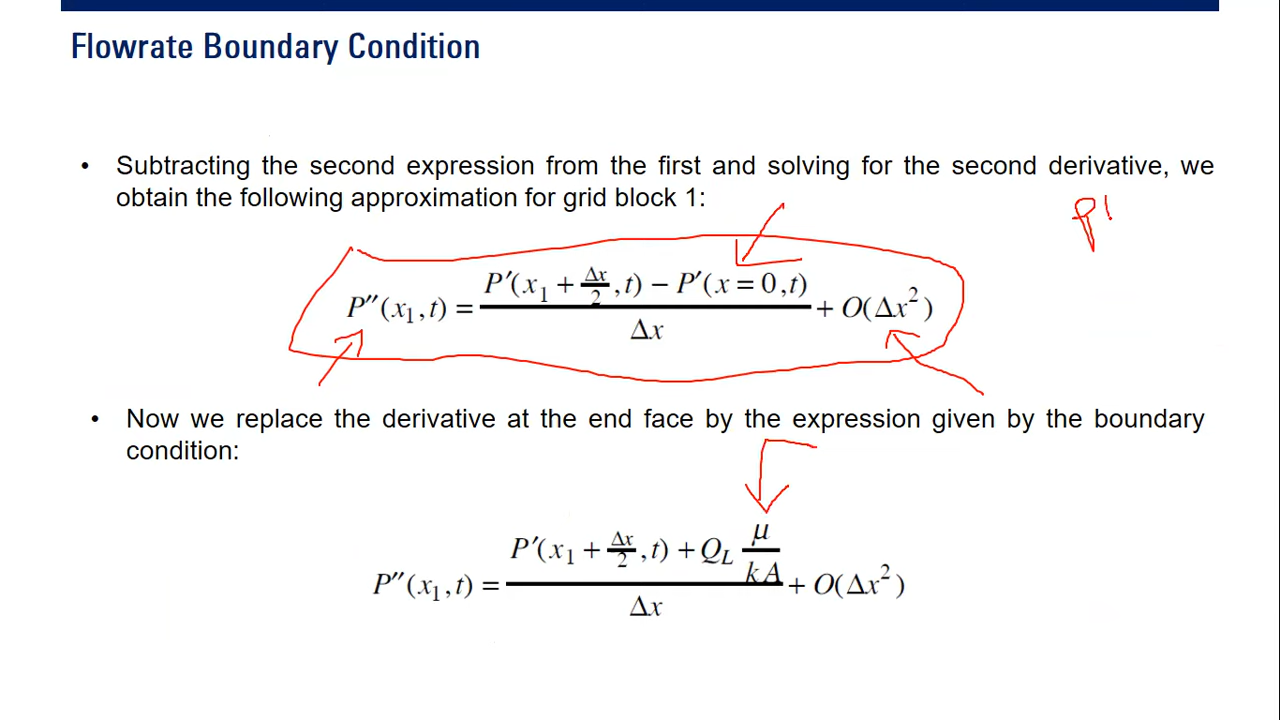 Flowrate Boundary Condition
• Subtracting the second expression from the first and solving for the second derivative, we
obtain the following approximation for grid block 1:
P'
P''(x₁,t) = (P'(x₁ + Δx/2,t) − P'(x = 0,t)) / Δx + O(Δx²)
• Now we replace the derivative at the end face by the expression given by the boundary
condition:
P''(x₁,t) = (P'(x₁ + Δx/2,t) + Q_L μ/kA) / Δx + O(Δx²)